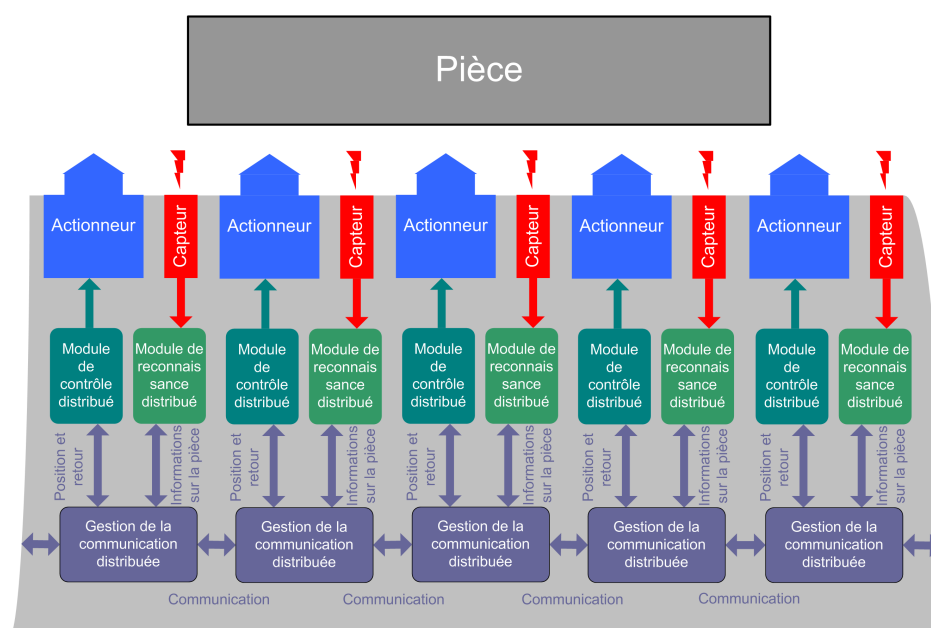 Pièce
Actionneur
Capteur
Actionneur
Capteur
Actionneur
Capteur
Actionneur
Capteur
Actionneur
Capteur
Module
de
contrôle
distribué
Module de
reconnais
sance
distribué
Module
de
contrôle
distribué
Module de
reconnais
sance
distribué
Module
de
contrôle
distribué
Module de
reconnais
sance
distribué
Module
de
contrôle
distribué
Module de
reconnais
sance
distribué
Module
de
contrôle
distribué
Module de
reconnais
sance
distribué
Position et
retour
Informations
sur la pièce
Position et
retour
Informations
sur la pièce
Position et
retour
Informations
sur la pièce
Position et
retour
Informations
sur la pièce
Position et
retour
Informations
sur la pièce
Gestion de la
communication
distribuée
Gestion de la
communication
distribuée
Gestion de la
communication
distribuée
Gestion de la
communication
distribuée
Gestion de la
communication
distribuée
Communication
Communication
Communication
Communication